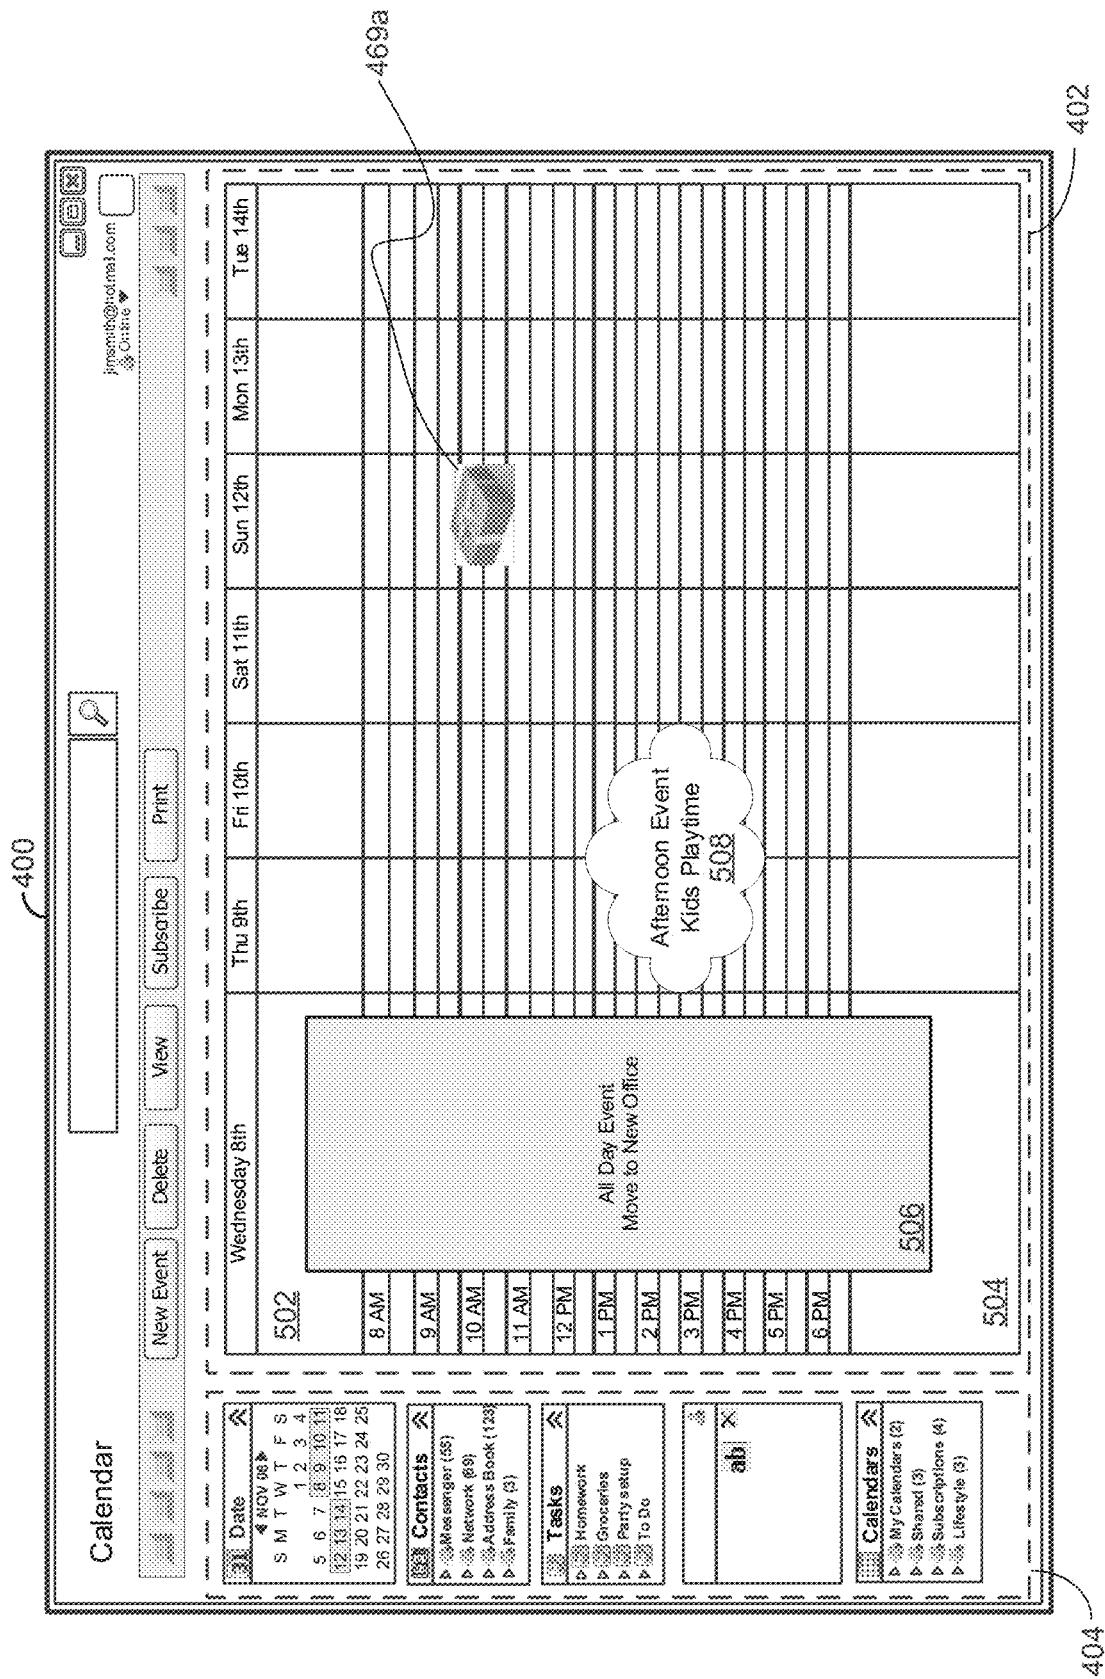 400
Calendar
jimsmith@hotmail.com
Online
New Event
Delete
View
Subscribe
Print
31 Date
NOV 06
S M T W T F S
1 2 3 4
5 6 7 8 9 10 11
12 13 14 15 16 17 18
19 20 21 22 23 24 25
26 27 28 29 30
Contacts
Messenger (55)
Network (69)
Address Book (123)
Family (3)
Tasks
Homework
Groceries
Party setup
To Do
ab
Calendars
My Calendars (2)
Shared (3)
Subscriptions (4)
Lifestyle (3)
404
Wednesday 8th
Thu 9th
Fri 10th
Sat 11th
Sun 12th
Mon 13th
Tue 14th
502
8 AM
9 AM
10 AM
11 AM
12 PM
1 PM
2 PM
3 PM
4 PM
5 PM
6 PM
504
All Day Event
Move to New Office
506
Afternoon Event
Kids Playtime
508
469a
402